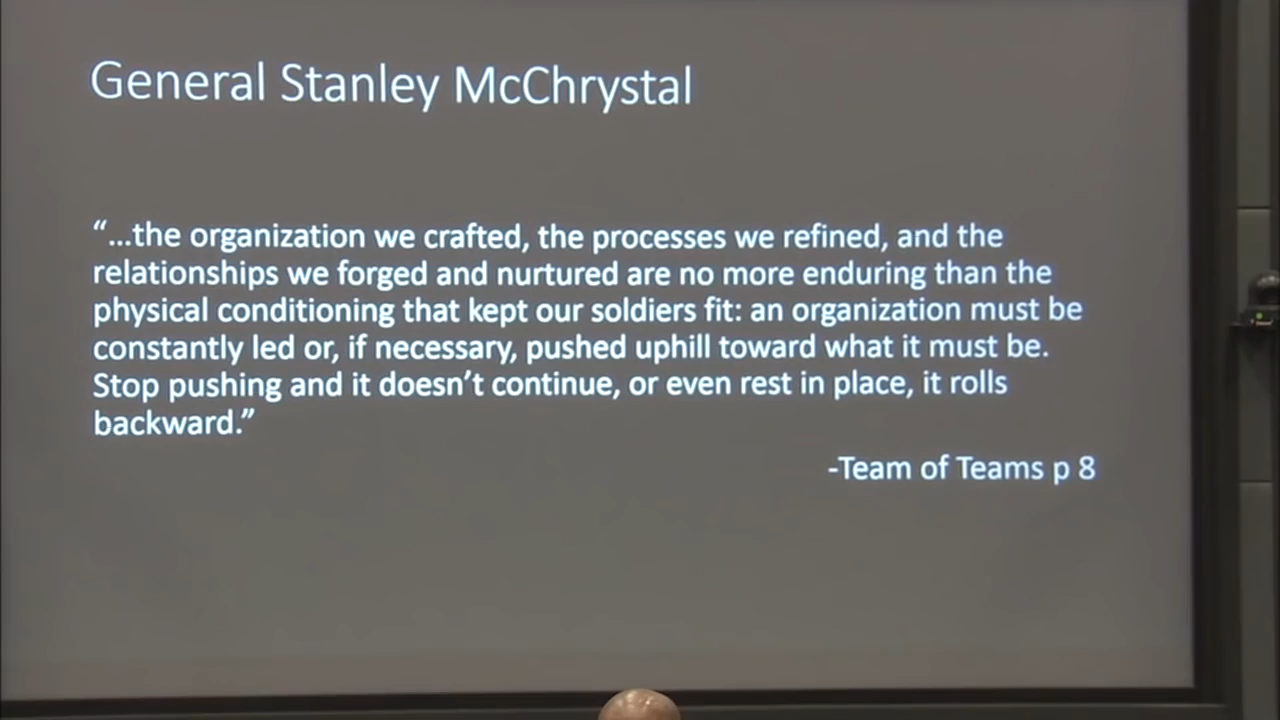 General Stanley McChrystal
“...the organization we crafted, the processes we refined, and the
relationships we forged and nurtured are no more enduring than the
physical conditioning that kept our soldiers fit: an organization must be
constantly led or, if necessary, pushed uphill toward what it must be.
Stop pushing and it doesn’t continue, or even rest in place, it rolls
backward.”
-Team of Teams p 8